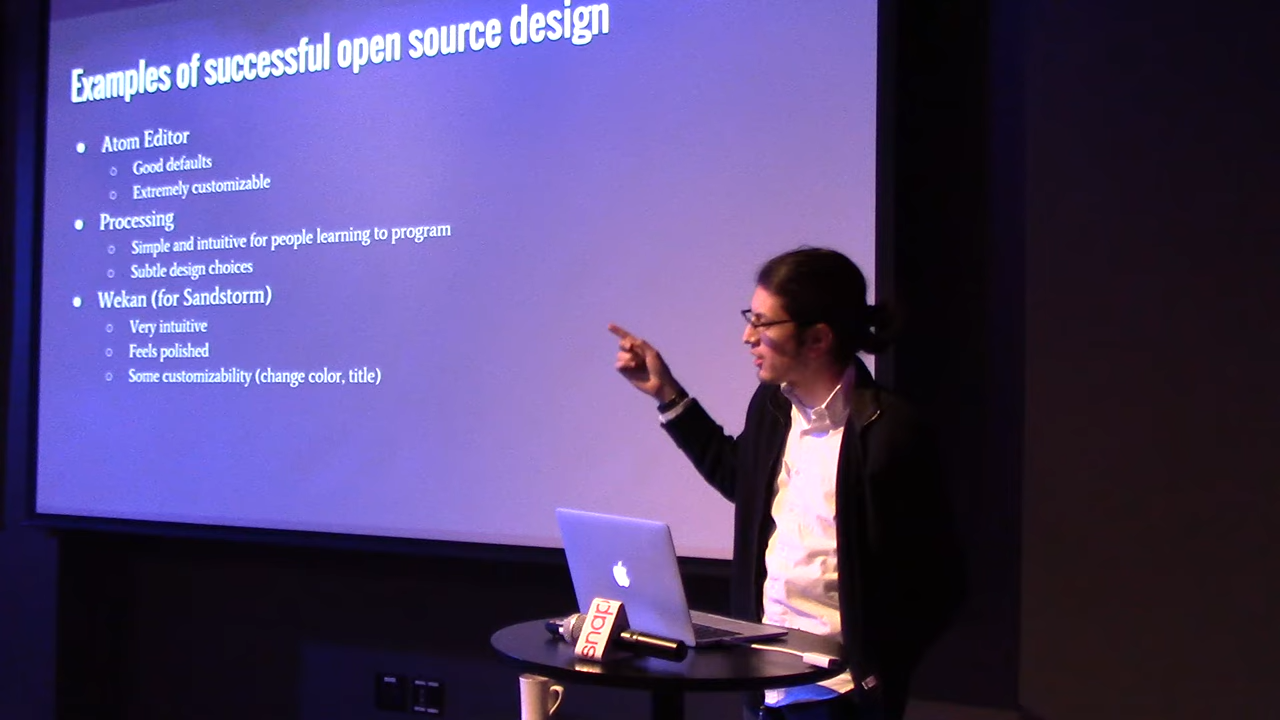 Examples of successful open source design
Atom Editor
Good defaults
Extremely customizable
Processing
Simple and intuitive for people learning to program
Subtle design choices
Wekan (for Sandstorm)
Very intuitive
Feels polished
Some customizability (change color, title)
snap